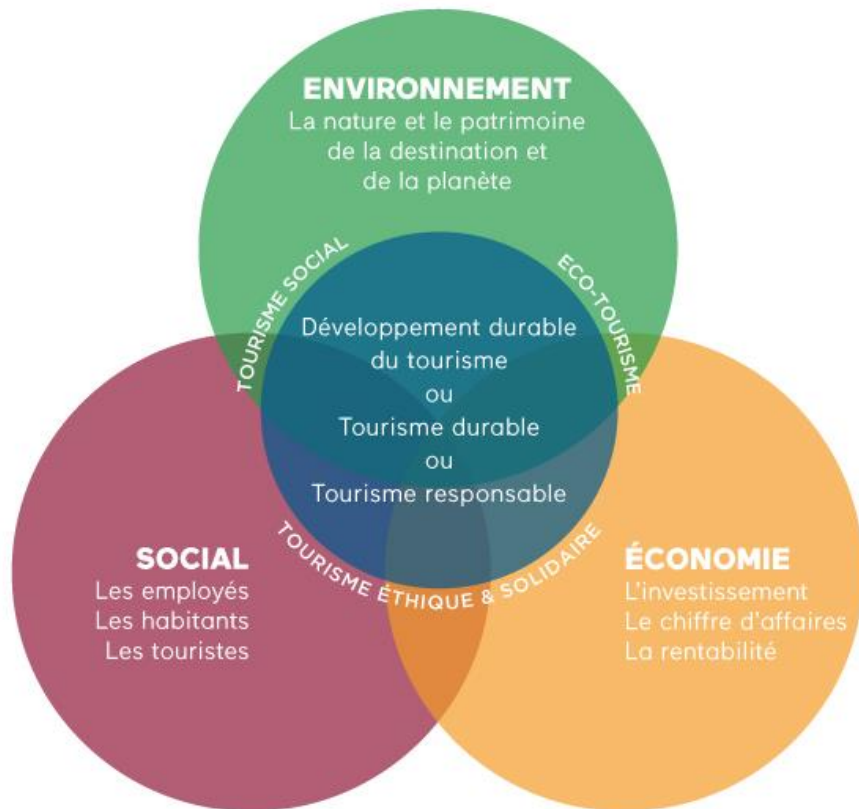 ENVIRONNEMENT
La nature et le patrimoine
de la destination et
de la planète
TOURISME SOCIAL
ECO-TOURISME
Développement durable
du tourisme
ou
Tourisme durable
ou
Tourisme responsable
TOURISME ÉTHIQUE & SOLIDAIRE
SOCIAL
Les employés
Les habitants
Les touristes
ÉCONOMIE
L'investissement
Le chiffre d'affaires
La rentabilité